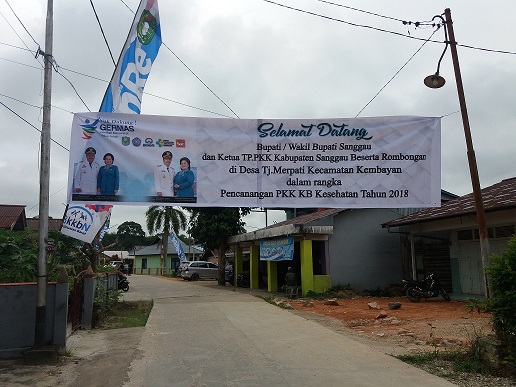 GERMAS
Selamat Datang
Bupati / Wakil Bupati Sanggau
dan Ketua TP.PKK Kabupaten Sanggau Beserta Rombongan
di Desa Tj.Merpati Kecamatan Kembayan
dalam rangka
Pencanangan PKK KB Kesehatan Tahun 2018
bkkbN